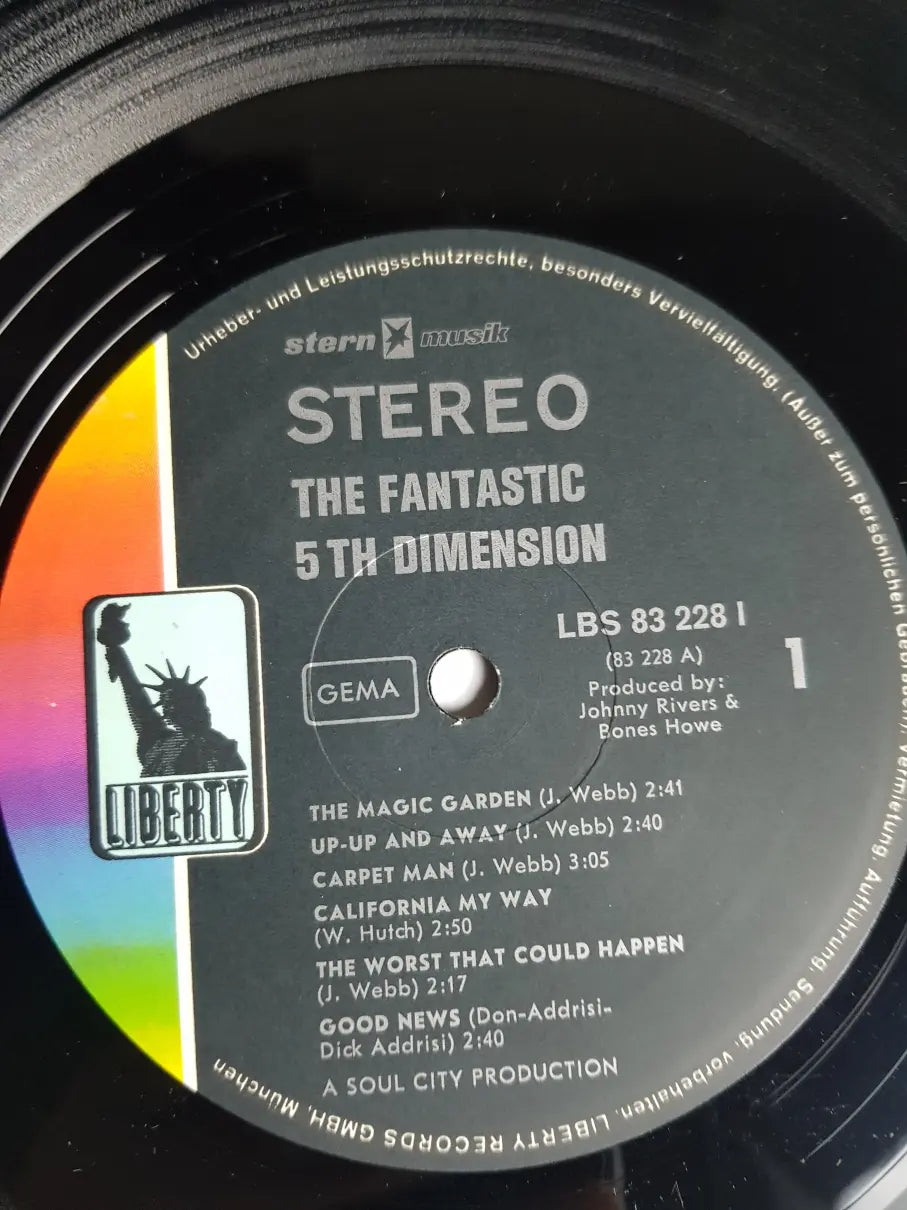 Urheber- und Leistungsschutzrechte, besonders Vervielfältigung, (Außer zum persönlichen Gebrauch), Vermietung, Aufführung, Sendung, vorbehalten. LIBERTY RECORDS GMBH, München
stern musik
STEREO
THE FANTASTIC
5 TH DIMENSION
LBS 83 228 I
(83 228 A)
1
Produced by:
Johnny Rivers &
Bones Howe
GEMA
LIBERTY
THE MAGIC GARDEN (J. Webb) 2:41
UP-UP AND AWAY (J. Webb) 2:40
CARPET MAN (J. Webb) 3:05
CALIFORNIA MY WAY
(W. Hutch) 2:50
THE WORST THAT COULD HAPPEN
(J. Webb) 2:17
GOOD NEWS (Don-Addrisi-
Dick Addrisi) 2:40
A SOUL CITY PRODUCTION